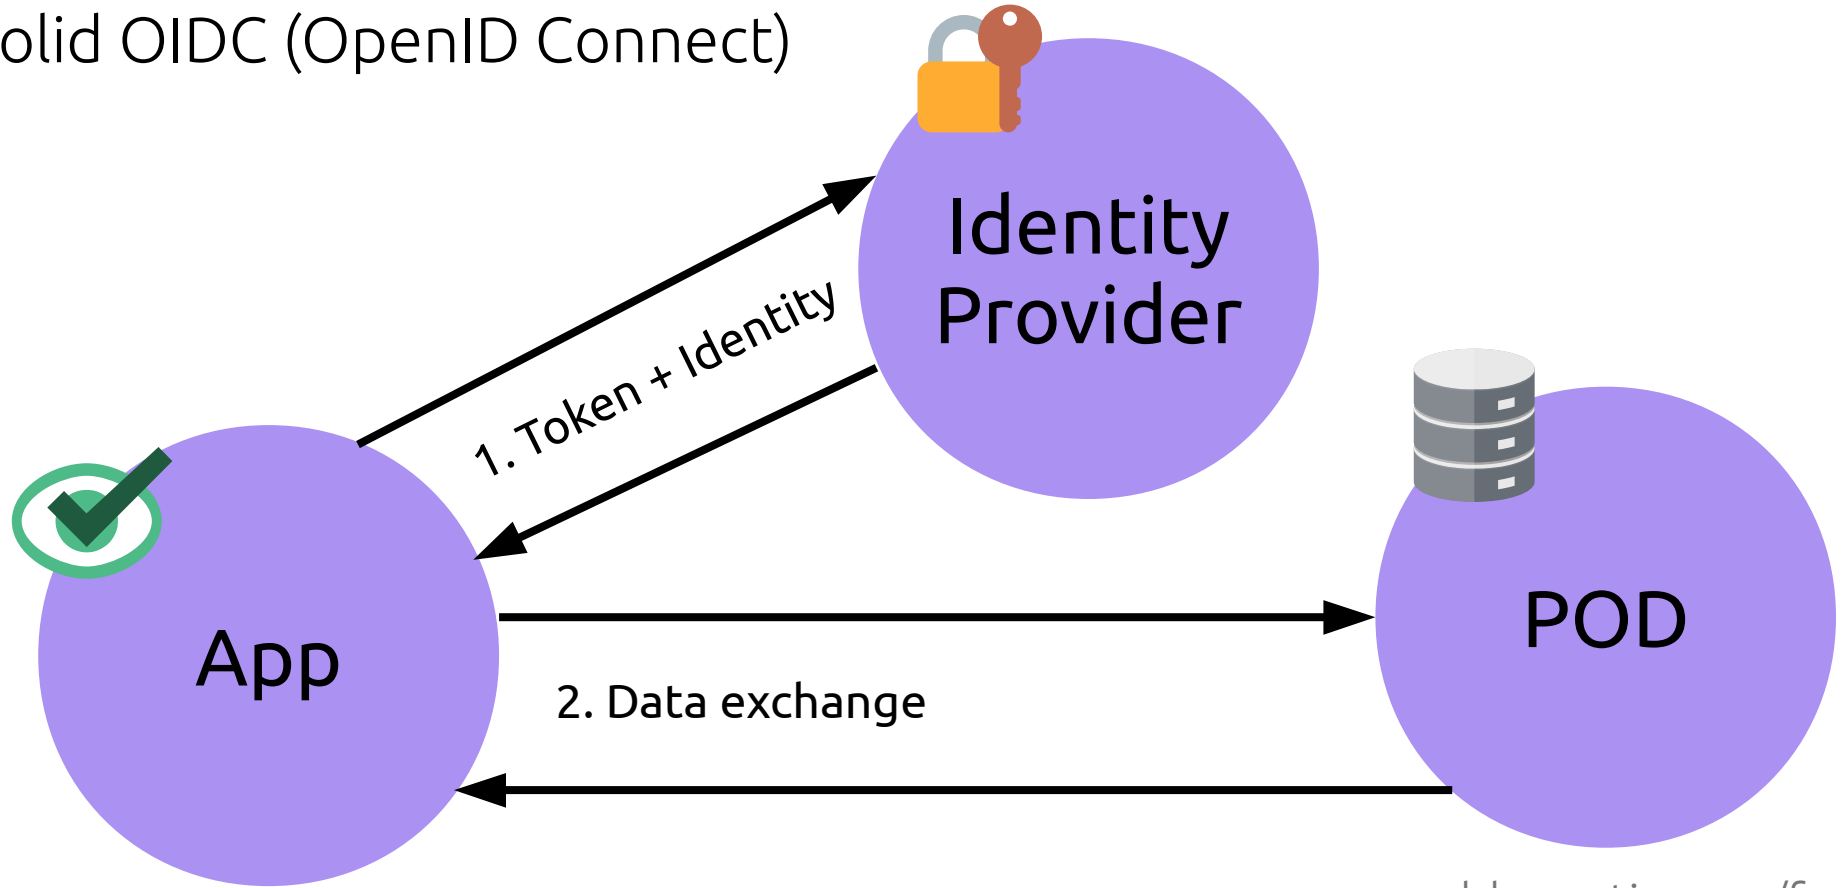 olid OIDC (OpenID Connect)
Identity
Provider
1. Token + Identity
POD
App
2. Data exchange